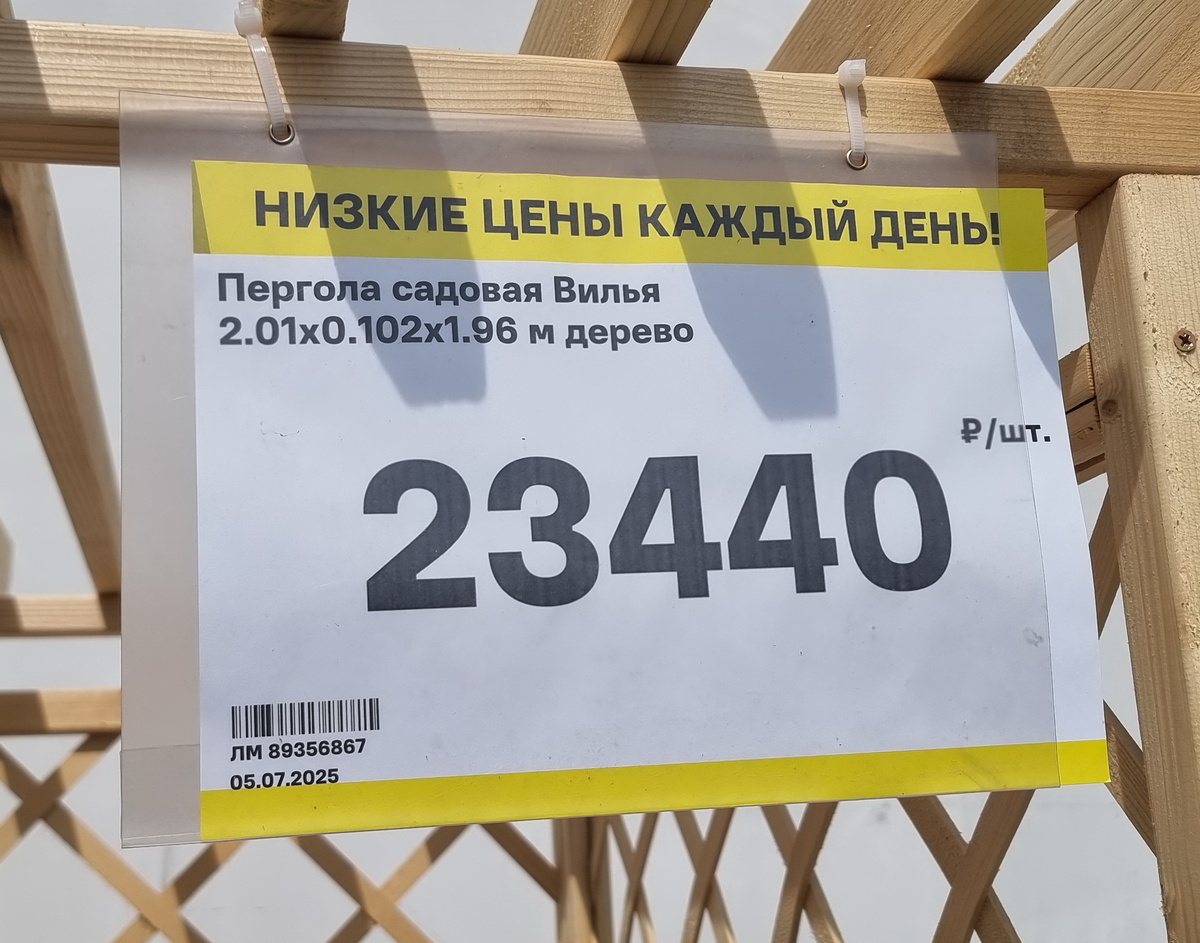 НИЗКИЕ ЦЕНЫ КАЖДЫЙ ДЕНЬ!
Пергола садовая Вилья
2.01x0.102x1.96 м дерево
₽/шт.
23440
ЛМ 89356867
05.07.2025